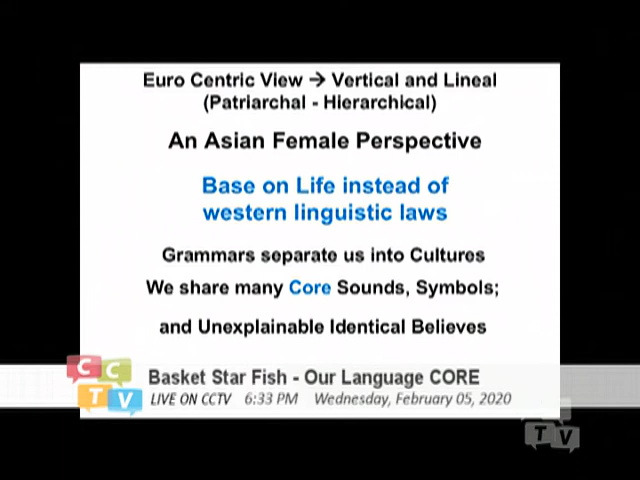 Euro Centric View → Vertical and Lineal
(Patriarchal - Hierarchical)
An Asian Female Perspective
Base on Life instead of
western linguistic laws
Grammars separate us into Cultures
We share many Core Sounds, Symbols;
and Unexplainable Identical Believes
CCTV
Basket Star Fish - Our Language CORE
LIVE ON CCTV 6:33 PM Wednesday, February 05, 2020
TV